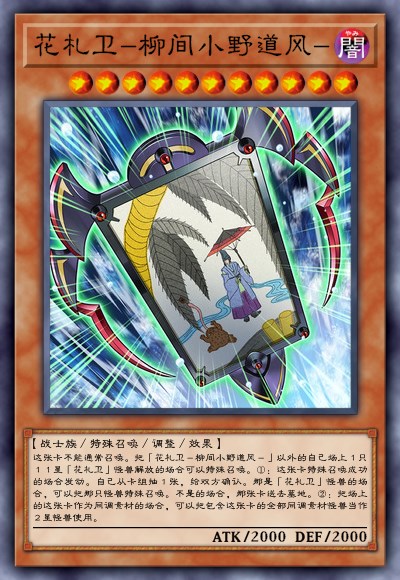 花札卫－柳间小野道风－
闇
やみ
【战士族／特殊召唤／调整／效果】
这张卡不能通常召唤。把「花札卫－柳间小野道风－」以外的自己场上1只
11星「花札卫」怪兽解放的场合可以特殊召唤。①：这张卡特殊召唤成功
的场合发动。自己从卡组抽1张，给双方确认。那是「花札卫」怪兽的场
合，可以把那只怪兽特殊召唤。不是的场合，那张卡送去墓地。②：把场上
的这张卡作为同调素材的场合，可以把包含这张卡的全部同调素材怪兽当作
2星怪兽使用。
ATK/2000 DEF/2000